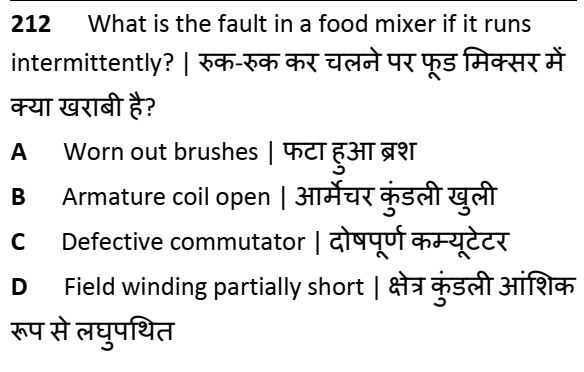 212 What is the fault in a food mixer if it runs
intermittently? | रुक-रुक कर चलने पर फूड मिक्सर में
क्या खराबी है?
A Worn out brushes | फटा हुआ ब्रश
B Armature coil open | आर्मेचर कुंडली खुली
C Defective commutator | दोषपूर्ण कम्यूटेटर
D Field winding partially short | क्षेत्र कुंडली आंशिक
रूप से लघुपथित